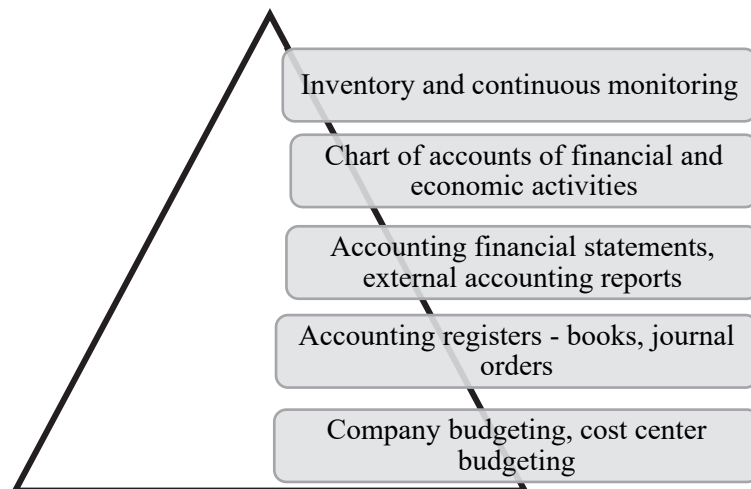 Inventory and continuous monitoring
Chart of accounts of financial and
economic activities
Accounting financial statements,
external accounting reports
Accounting registers - books, journal
orders
Company budgeting, cost center
budgeting